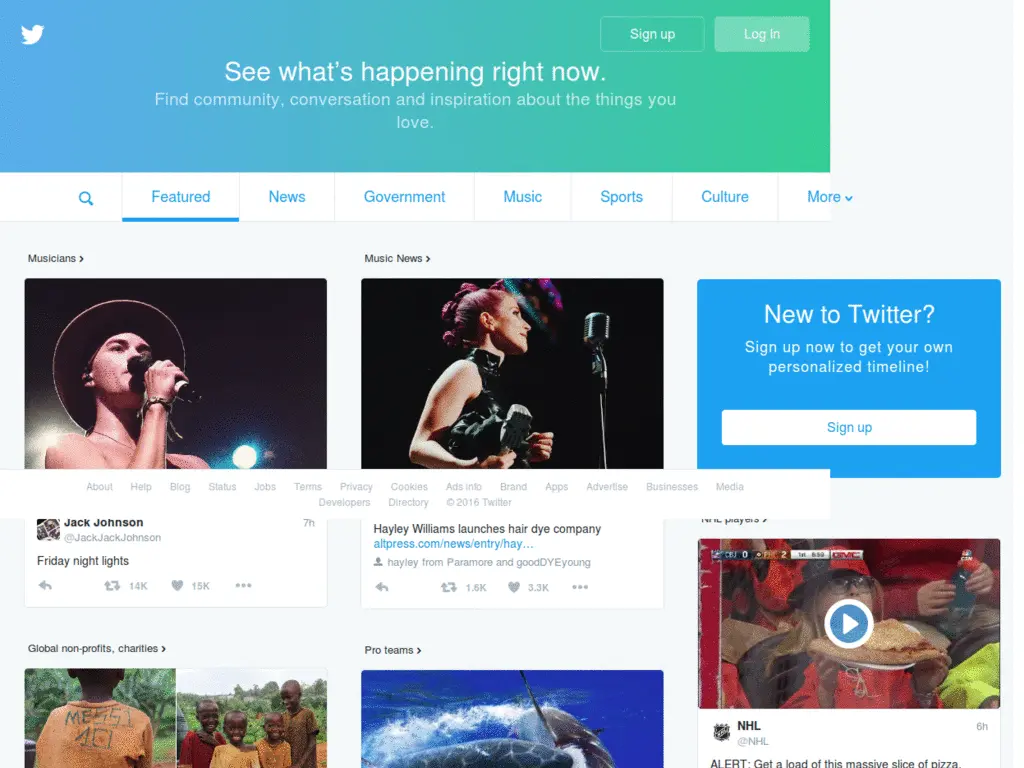 Sign up
Log In
See what's happening right now.
Find community, conversation and inspiration about the things you
love.
Featured
News
Government
Music
Sports
Culture
More
Musicians
Music News
New to Twitter?
Sign up now to get your own
personalized timeline!
Sign up
About Help Blog Status Jobs Terms Privacy Cookies Ads info Brand Apps Advertise Businesses Media
Developers Directory © 2016 Twitter
Jack Johnson 7h
@JackJackJohnson
Friday night lights
14K 15K
Hayley Williams launches hair dye company
altpress.com/news/entry/hay…
hayley from Paramore and goodDYEyoung
1.6K 3.3K
NHL players
CBJ 0 2 1st 6:59 GMC
CSN
Global non-profits, charities
Pro teams
NHL 6h
@NHL
ALERT: Get a load of this massive slice of pizza.